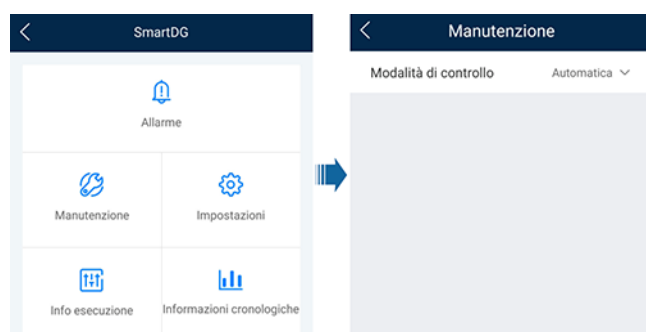 SmartDG
Allarme
Manutenzione
Impostazioni
Info esecuzione
Informazioni cronologiche
Manutenzione
Modalità di controllo
Automatica